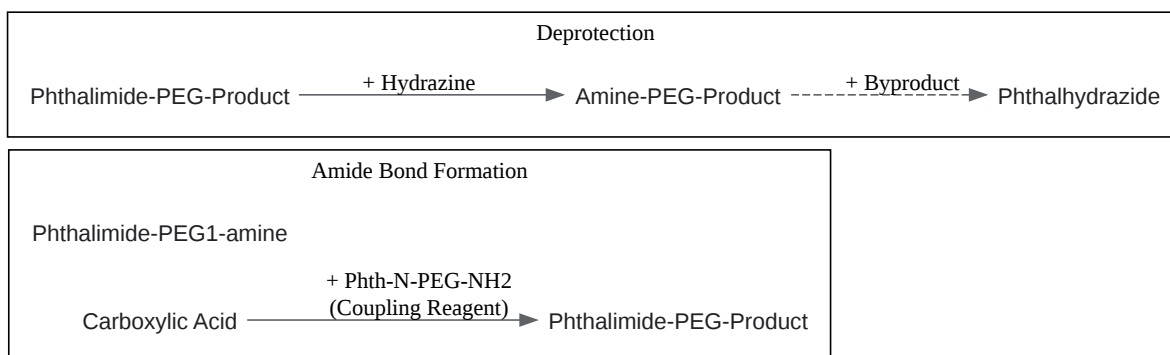 Deprotection
+ Hydrazine
+ Byproduct
Phthalimide-PEG-Product
Amine-PEG-Product
Phthalhydrazide
Amide Bond Formation
Phthalimide-PEG1-amine
+ Phth-N-PEG-NH2
(Coupling Reagent)
Carboxylic Acid
Phthalimide-PEG-Product